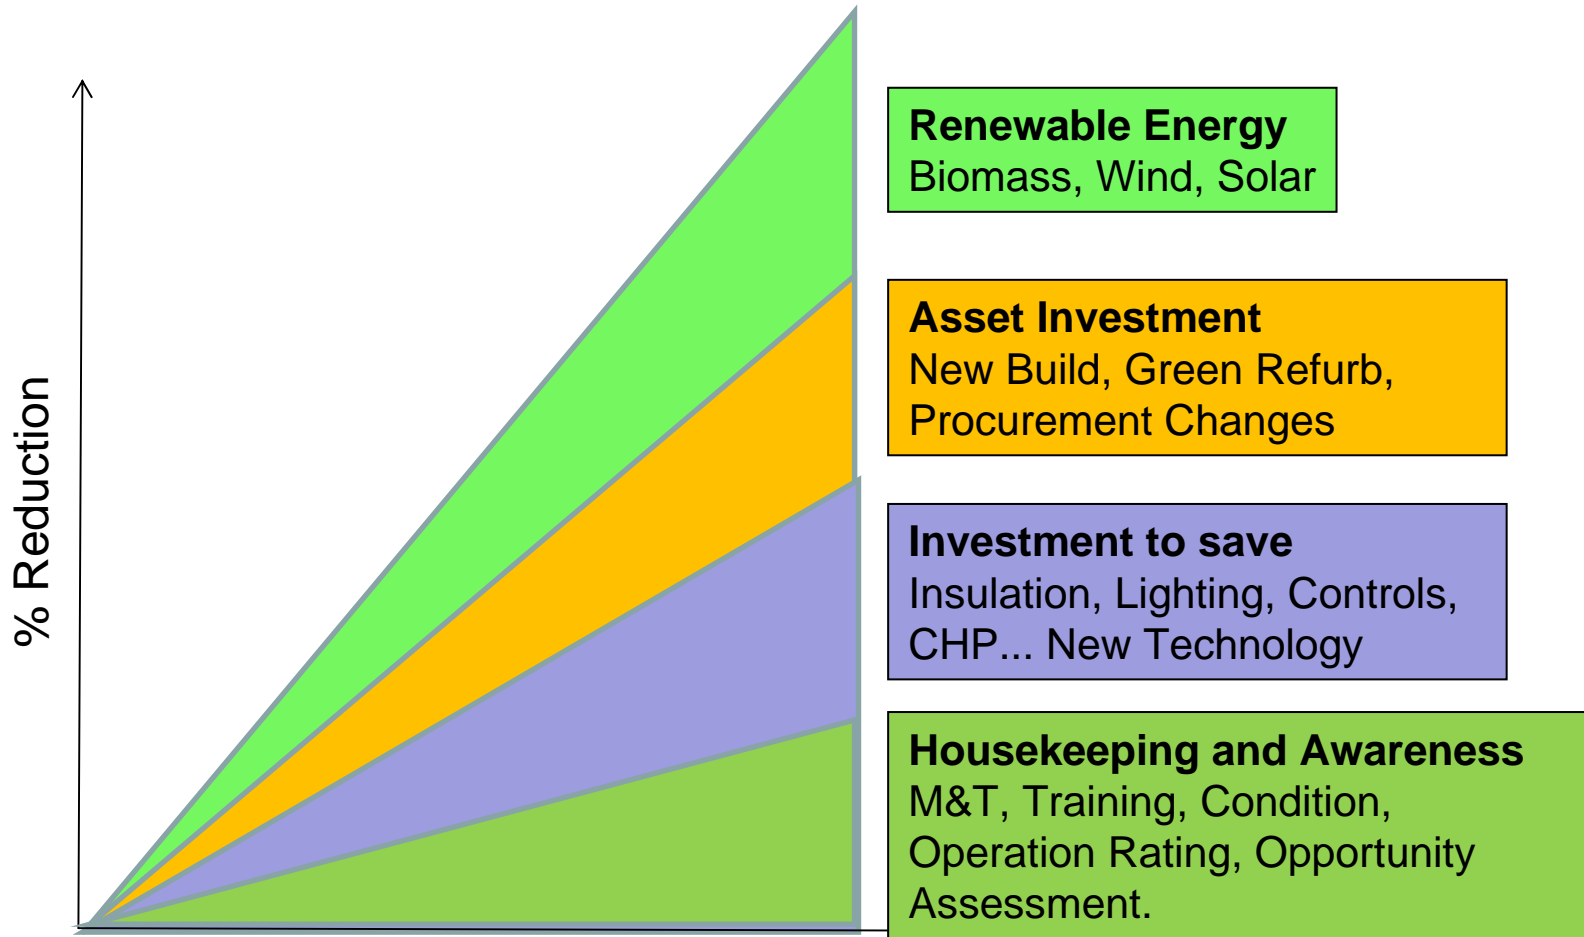 % Reduction
Renewable Energy
Biomass, Wind, Solar
Asset Investment
New Build, Green Refurb,
Procurement Changes
Investment to save
Insulation, Lighting, Controls,
CHP... New Technology
Housekeeping and Awareness
M&T, Training, Condition,
Operation Rating, Opportunity
Assessment.